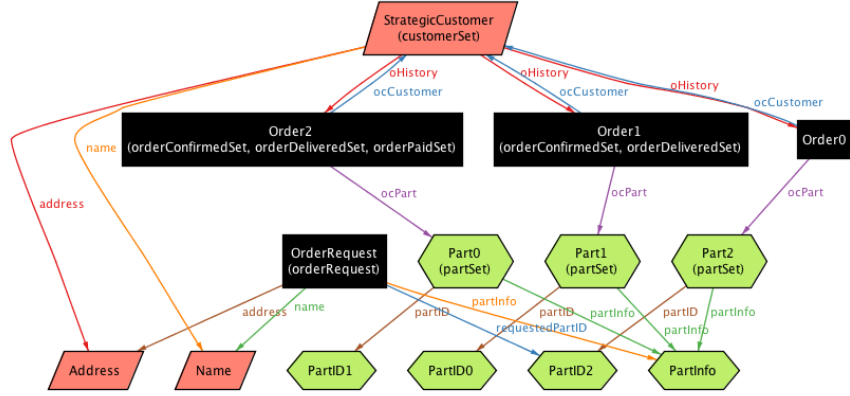 StrategicCustomer
(customerSet)
oHistory
oHistory
oHistory
ocCustomer
ocCustomer
ocCustomer
Order2
(orderConfirmedSet, orderDeliveredSet, orderPaidSet)
Order1
(orderConfirmedSet, orderDeliveredSet)
Order0
name
ocPart
ocPart
ocPart
address
OrderRequest
(orderRequest)
Part0
(partSet)
Part1
(partSet)
Part2
(partSet)
address
name
partInfo
partID
requestedPartID
partID
partInfo
partID
partInfo
partInfo
Address
Name
PartID1
PartID0
PartID2
PartInfo